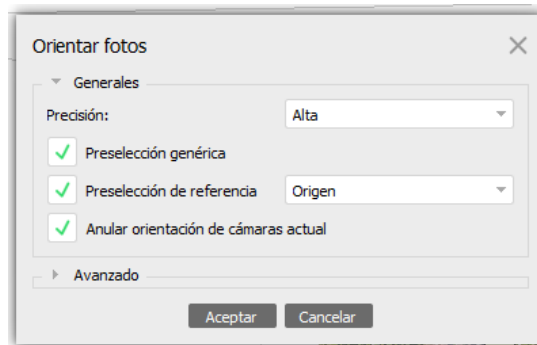 Orientar fotos
Generales
Precisión: Alta
Preselección genérica
Preselección de referencia Origen
Anular orientación de cámaras actual
Avanzado
Aceptar Cancelar